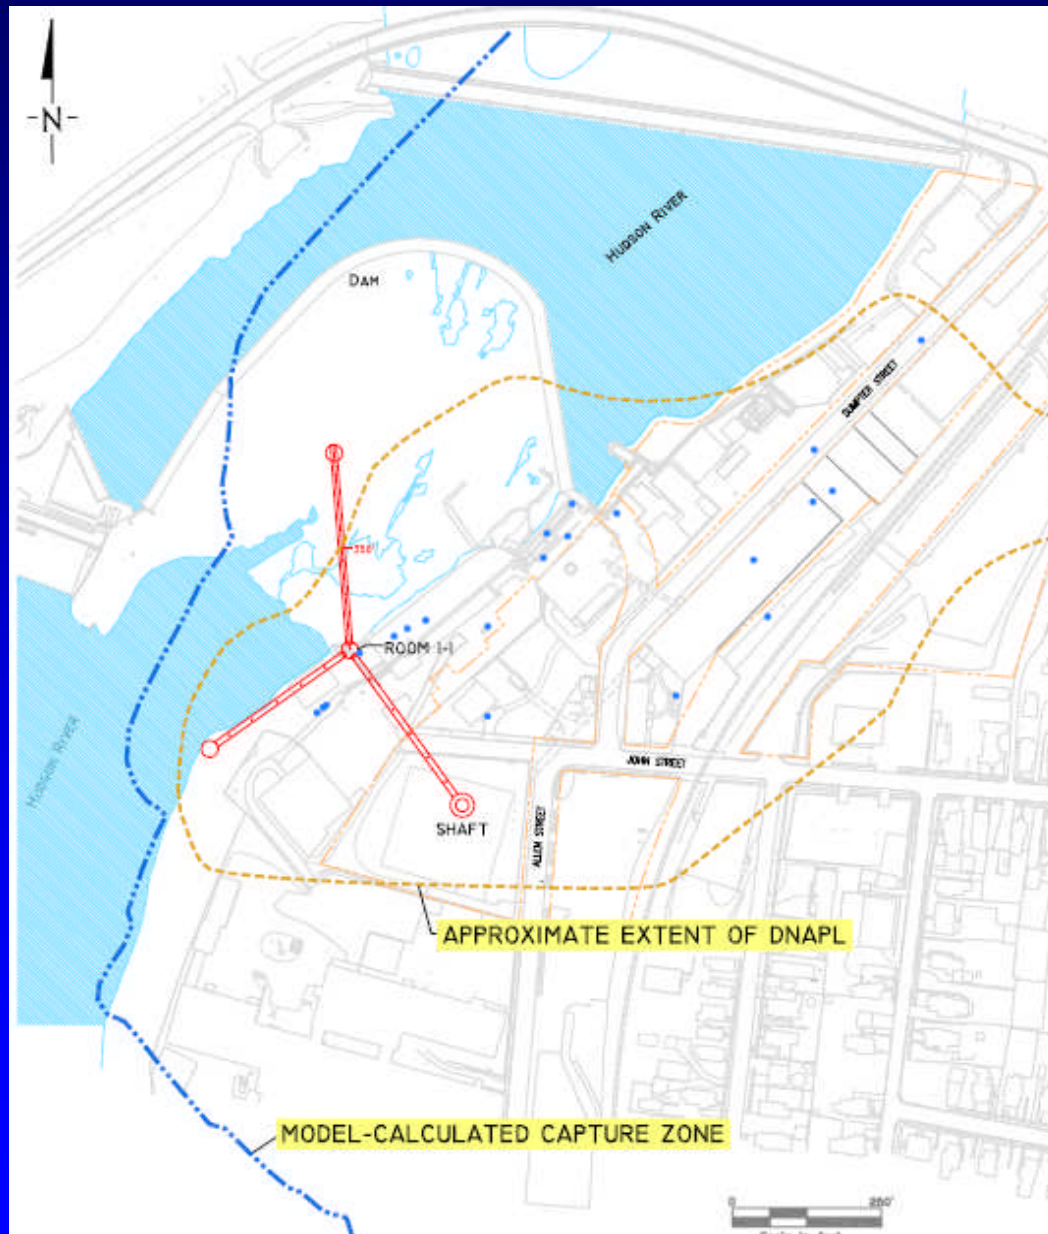 N
HUDSON RIVER
DAM
SUMPTER STREET
350'
ROOM 1-1
HUDSON RIVER
JOHN STREET
SHAFT
ALLEN STREET
APPROXIMATE EXTENT OF DNAPL
MODEL-CALCULATED CAPTURE ZONE
0